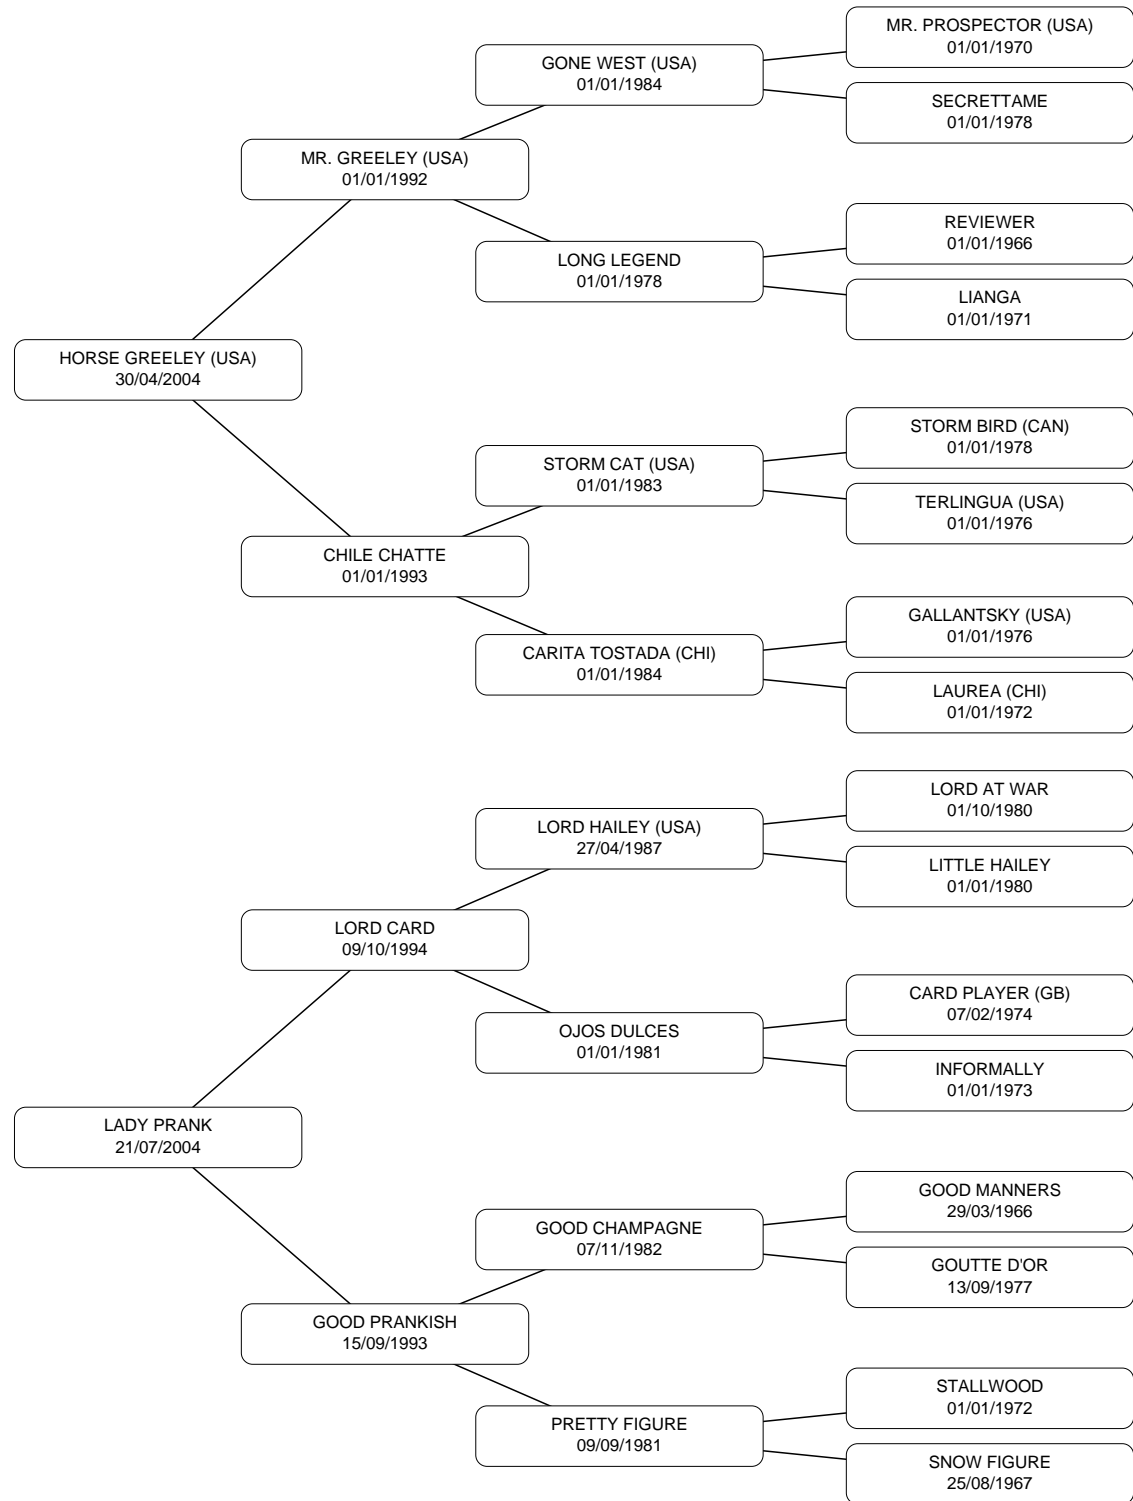 MR. PROSPECTOR (USA)
01/01/1970
GONE WEST (USA)
01/01/1984
SECRETTAME
01/01/1978
MR. GREELEY (USA)
01/01/1992
REVIEWER
01/01/1966
LONG LEGEND
01/01/1978
LIANGA
01/01/1971
HORSE GREELEY (USA)
30/04/2004
STORM BIRD (CAN)
01/01/1978
STORM CAT (USA)
01/01/1983
TERLINGUA (USA)
01/01/1976
CHILE CHATTE
01/01/1993
GALLANTSKY (USA)
01/01/1976
CARITA TOSTADA (CHI)
01/01/1984
LAUREA (CHI)
01/01/1972
LORD AT WAR
01/10/1980
LORD HAILEY (USA)
27/04/1987
LITTLE HAILEY
01/01/1980
LORD CARD
09/10/1994
CARD PLAYER (GB)
07/02/1974
OJOS DULCES
01/01/1981
INFORMALLY
01/01/1973
LADY PRANK
21/07/2004
GOOD MANNERS
29/03/1966
GOOD CHAMPAGNE
07/11/1982
GOUTTE D'OR
13/09/1977
GOOD PRANKISH
15/09/1993
STALLWOOD
01/01/1972
PRETTY FIGURE
09/09/1981
SNOW FIGURE
25/08/1967